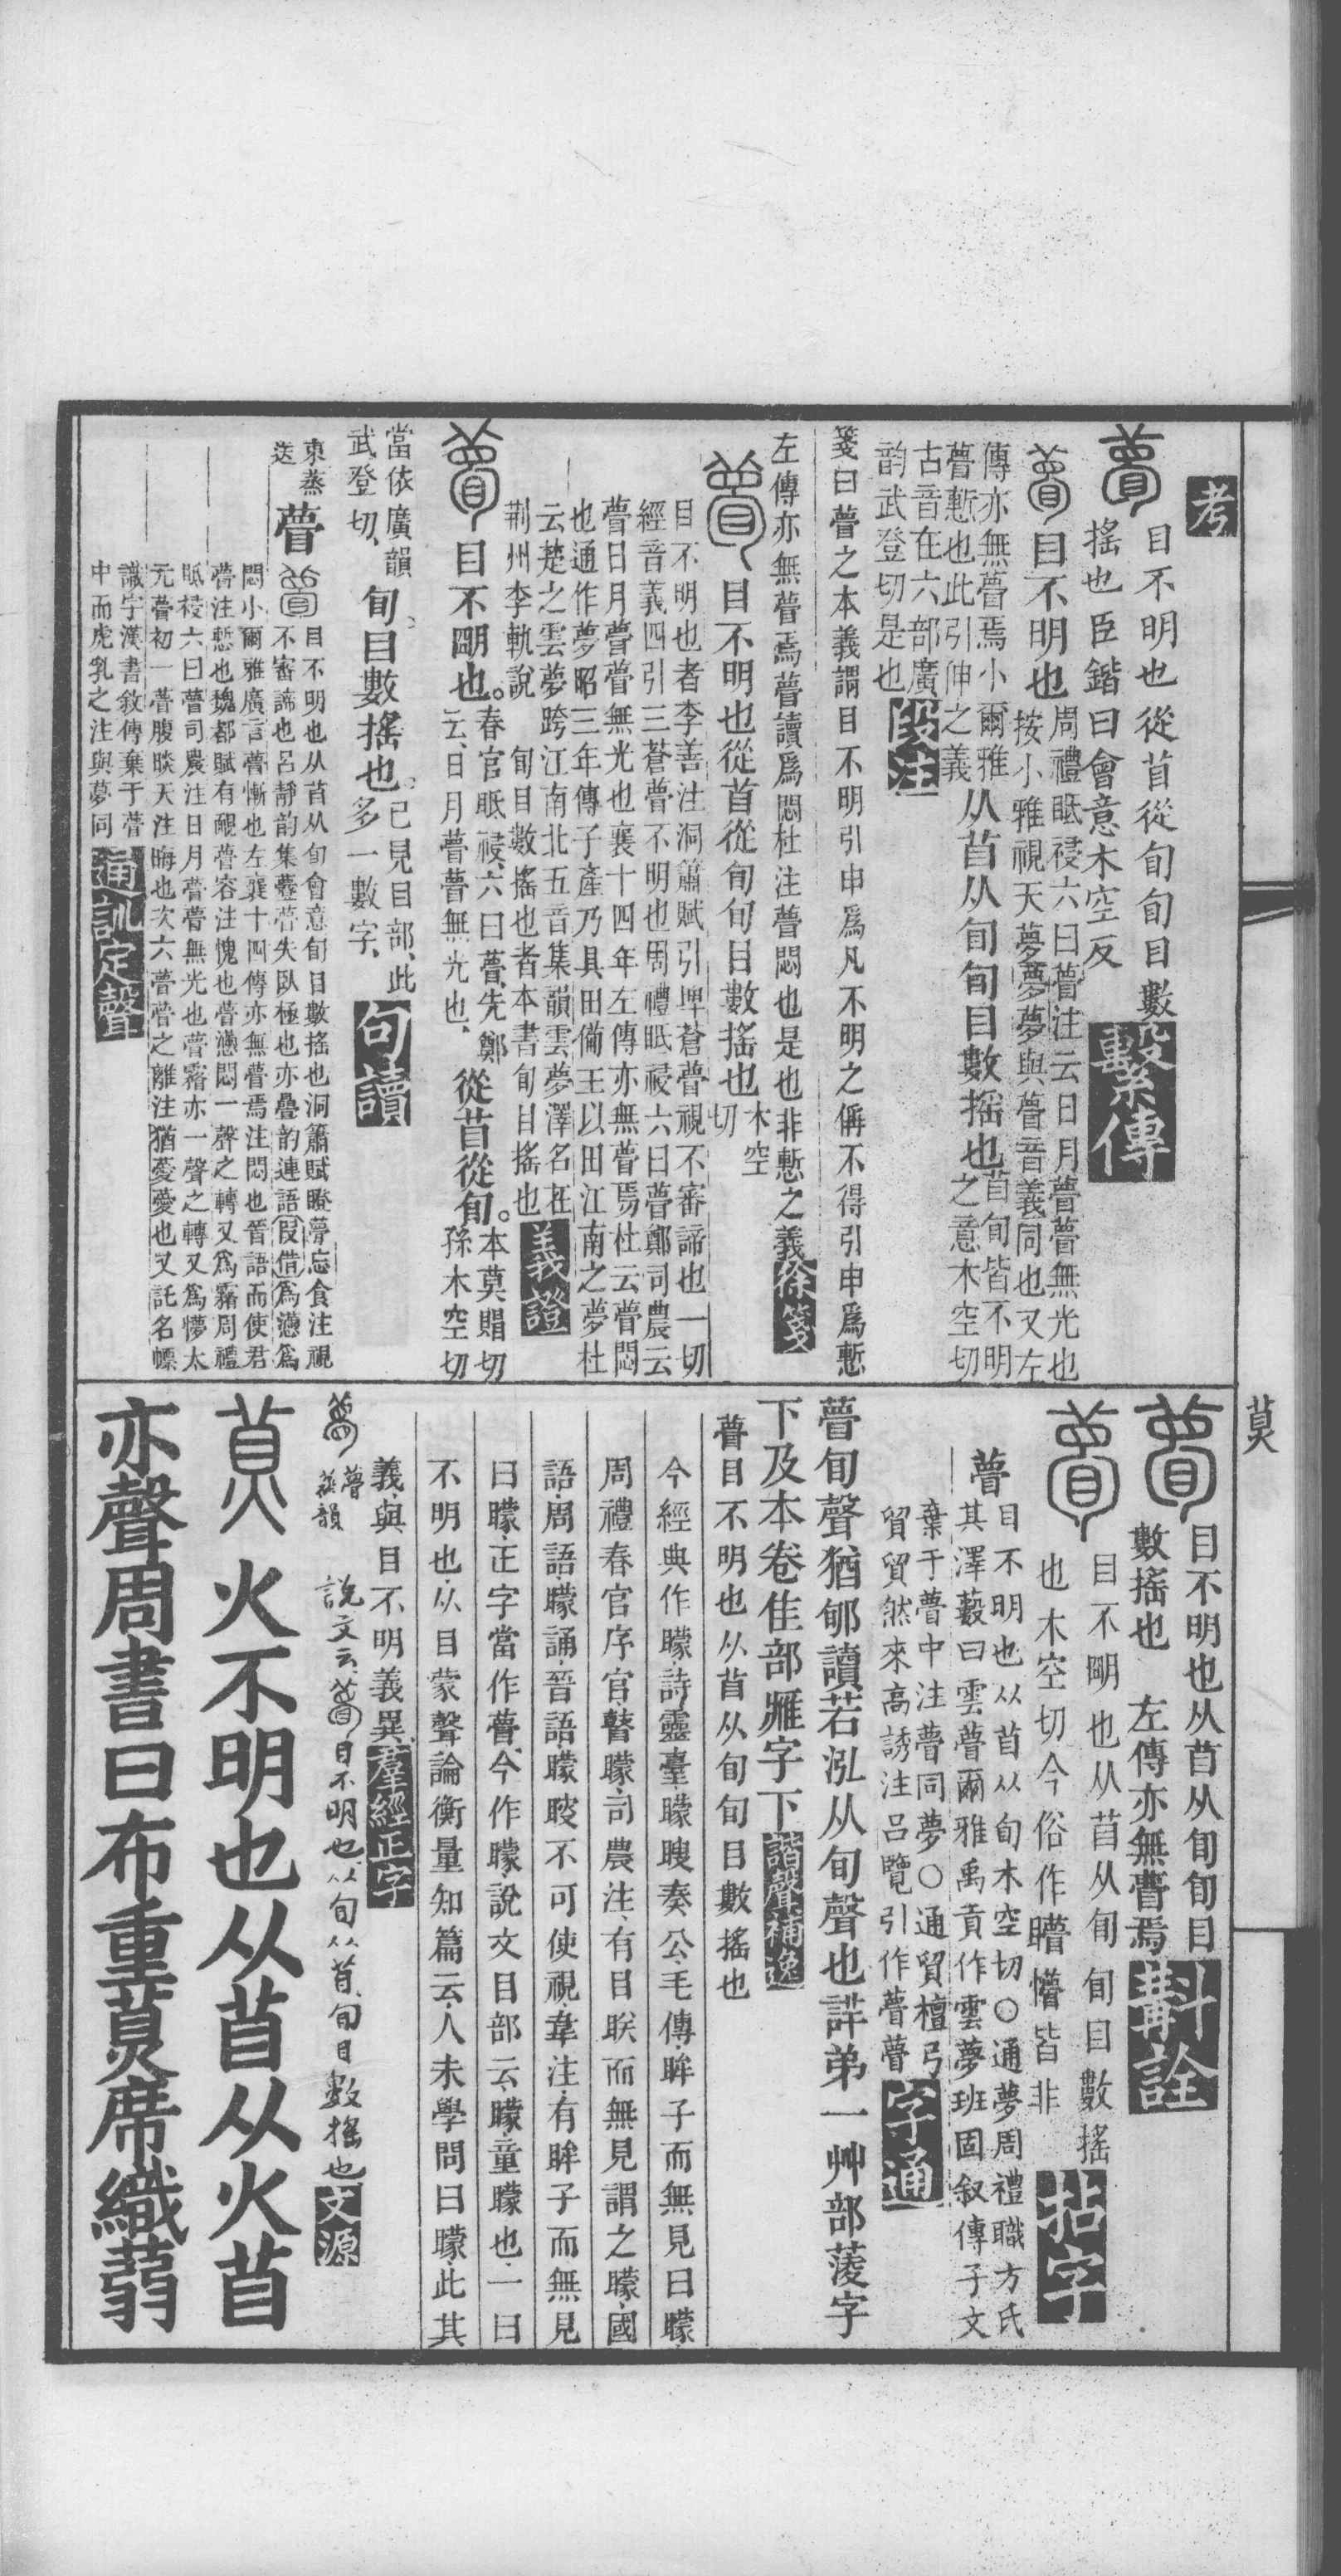 考
目不明也從苜從旬旬目數
搖也臣鍇曰會意木空反
繫傳
目不明也
周禮眡祲六曰瞢注云日月瞢瞢無光也
按小雅視天夢夢夢與瞢音義同也又左
傳亦無瞢焉小爾雅
瞢慙也此引伸之義
从苜从旬旬目數搖也
苜旬皆不明
之意木空切
古音在六部廣
韵武登切是也
段注
箋曰瞢之本義謂目不明引申爲凡不明之偁不得引申爲慙
左傳亦無瞢焉瞢讀爲悶杜注瞢悶也是也非慙之義
徐箋
目不明也從苜從旬旬目數搖也
木空
切
目不明也者李善注洞簫賦引埤蒼瞢視不審諦也一切
經音義四引三蒼瞢不明也周禮眡祲六曰瞢鄭司農云
瞢日月瞢瞢無光也襄十四年左傳亦無瞢焉杜云瞢悶
也通作夢昭三年傳子產乃具田備王以田江南之夢杜
云楚之雲夢跨江南北五音集韻雲夢澤名在
荆州李軌說
旬目數搖也者本書旬目搖也
義證
目不朙也。
春官眡祲、六曰瞢、先鄭
云、日月瞢瞢無光也、
從苜從旬。
本莫賵切
孫木空切
當依廣韻
武登切、
旬。目數搖也。
已見目部、此
多一數字、
句讀
東蒸
送
瞢
目不明也从苜从旬會意旬目數搖也洞簫賦瞪瞢忘食注視
不審諦也呂靜韵集瞢失臥極也亦疊韵連語叚借爲懣爲
悶小爾雅廣言瞢慚也左襄十四傳亦無瞢焉注悶也晉語而使君
瞢注慙也魏都賦有靦瞢容注愧也瞢懣悶一聲之轉又爲霿周禮
眡祲六曰瞢司農注日月瞢瞢無光也瞢霿亦一聲之轉又爲懜太
元瞢初一瞢腹睒天注晦也次六瞢瞢之離注猶薆薆也又託名幖
識字漢書敘傳棄于瞢
中而虎乳之注與夢同
通訓定聲
目不明也从苜从旬旬目
數搖也
左傳亦無瞢焉
斠詮
目不朙也从苜从旬旬目數搖
也木空切今俗作矒懵皆非
拈字
瞢
目不明也从苜从旬木空切○通夢周禮職方氏
其澤藪曰雲瞢爾雅禹貢作雲夢班固叙傳子文
棄于瞢中注瞢同夢○通貿檀弓
貿貿然來高誘注呂覽引作瞢瞢
字通
瞢旬聲猶郇讀若泓从旬聲也詳弟一艸部薐字
下及本卷隹部雁字下
諧聲補逸
瞢目不明也从苜从旬旬目數搖也
今經典作矇、詩靈臺、矇瞍奏公、毛傳、眸子而無見曰矇、
周禮春官序官、瞽矇、司農注、有目眹而無見謂之矇、國
語、周語、矇誦、晉語、矇瞍不可使視、韋注、有眸子而無見
曰矇、正字當作瞢、今作矇、說文目部云、矇、童矇也、一曰
不明也、从目蒙聲、論衡量知篇云、人未學問曰矇、此其
義與目不明義異、
羣經正字
瞢
蒸韻
說文云、瞢目不明也、从旬从苜、旬目數搖也
文源
火不明也从苜从火苜
亦聲周書曰布重莫席織蒻
莫